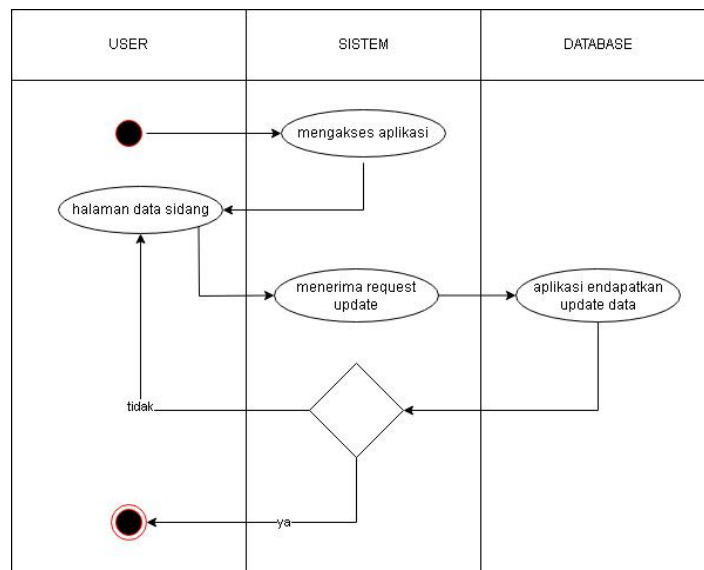 USER
SISTEM
DATABASE
mengakses aplikasi
halaman data sidang
menerima request
update
aplikasi endapatkan
update data
tidak
ya